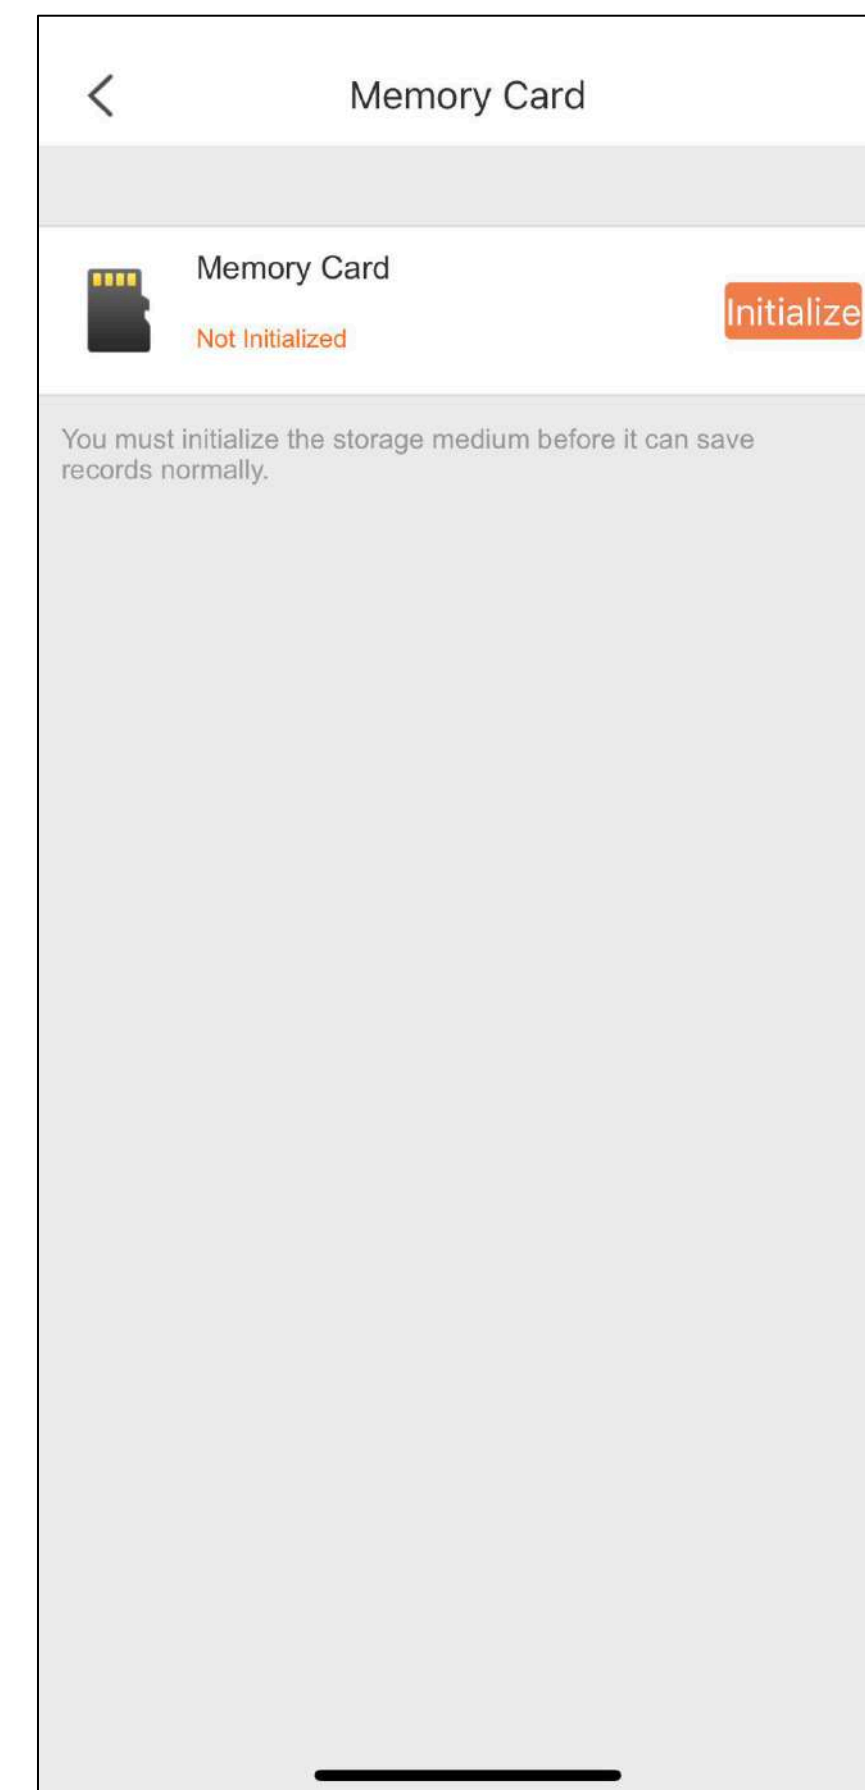 Memory Card
Memory Card
Initialize
Not Initialized
You must initialize the storage medium before it can save
records normally.